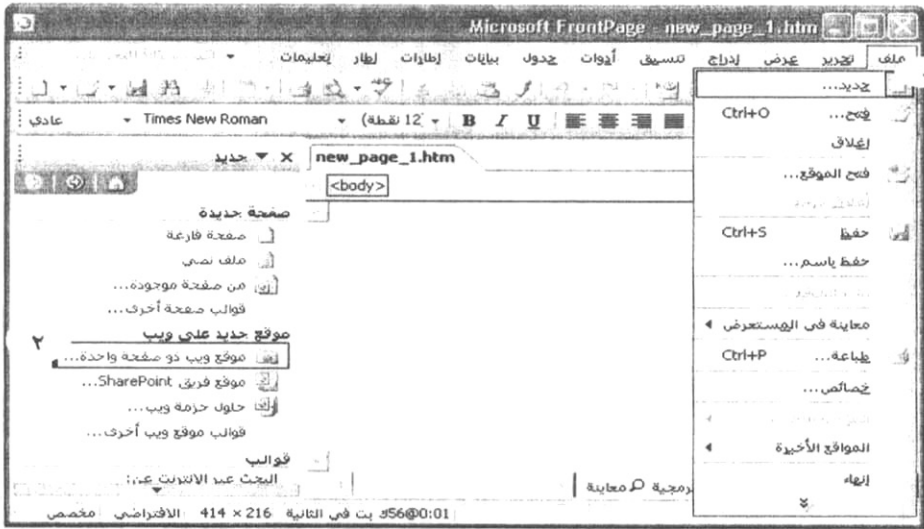 Microsoft FrontPage - new_page_1.htm
ملف تحرير عرض إدراج تنسيق أدوات جدول بيانات إطارات إطار تعليمات
عادي Times New Roman (12 نقطة) B I U
جديد
new_page_1.htm
<body>
صفحة جديدة
صفحة فارغة
ملف نصي
من صفحة موجودة...
قوالب صفحة أخرى...
موقع جديد على ويب
٢
موقع ويب ذو صفحة واحدة...
موقع فريق SharePoint...
حلول حزمة ويب...
قوالب موقع ويب أخرى...
قوالب
البحث عبر الانترنت عن:
جديد...
فتح... Ctrl+O
إغلاق
فتح الموقع...
حفظ Ctrl+S
حفظ باسم...
معاينة في المستعرض
طباعة... Ctrl+P
خصائص...
المواقع الأخيرة
إنهاء
معاينة
0:01@56 بت في الثانية 216 × 414 الافتراضي مخصص